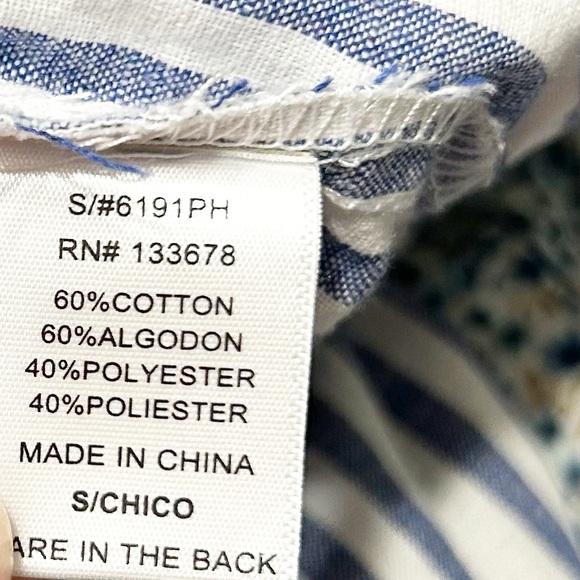 S/#6191PH
RN# 133678
60%COTTON
60%ALGODON
40%POLYESTER
40%POLIESTER
MADE IN CHINA
S/CHICO
ARE IN THE BACK